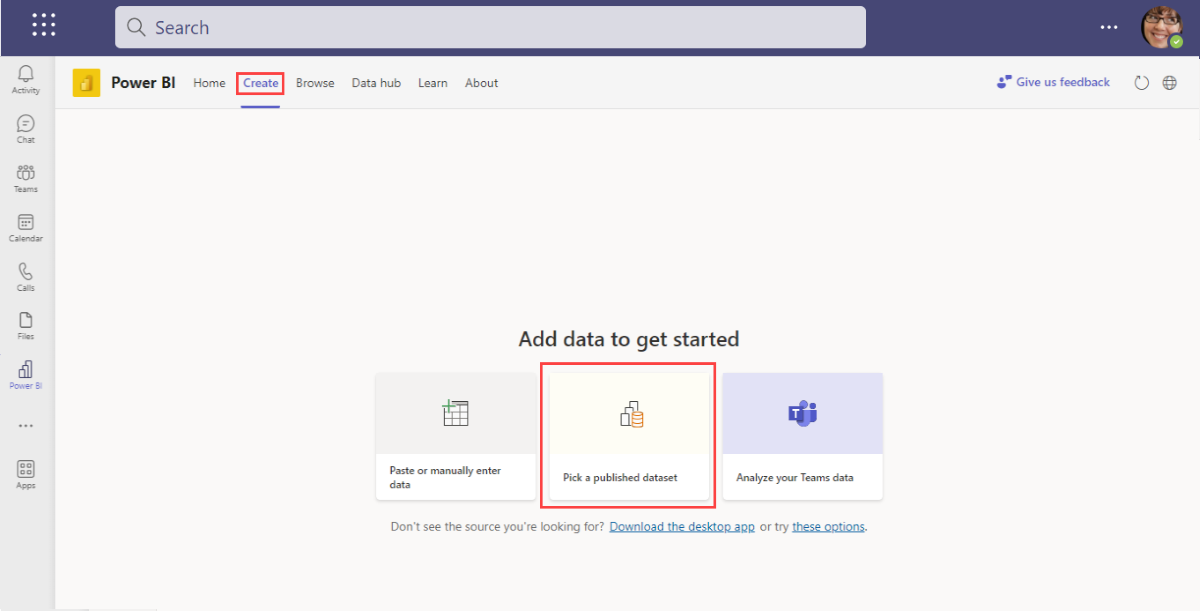 Search
Activity
Chat
Teams
Calendar
Calls
Files
Power BI
Apps
Power BI Home Create Browse Data hub Learn About Give us feedback
Add data to get started
Paste or manually enter
data
Pick a published dataset
T
Analyze your Teams data
Don't see the source you're looking for? Download the desktop app or try these options.